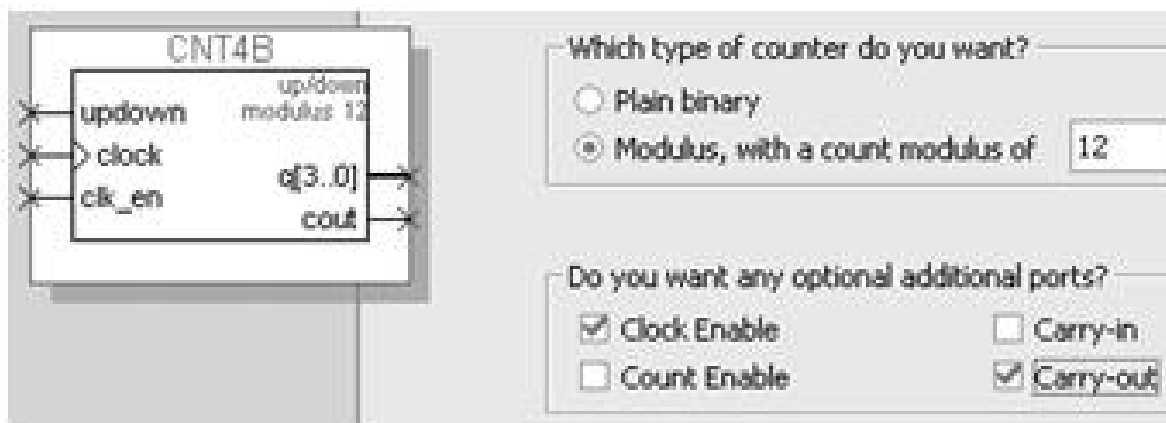 CNT4B
up/down
modulus 12
updown
clock
clk_en
q[3..0]
cout
Which type of counter do you want?
Plain binary
Modulus, with a count modulus of 12
Do you want any optional additional ports?
Clock Enable
Carry-in
Count Enable
Carry-out